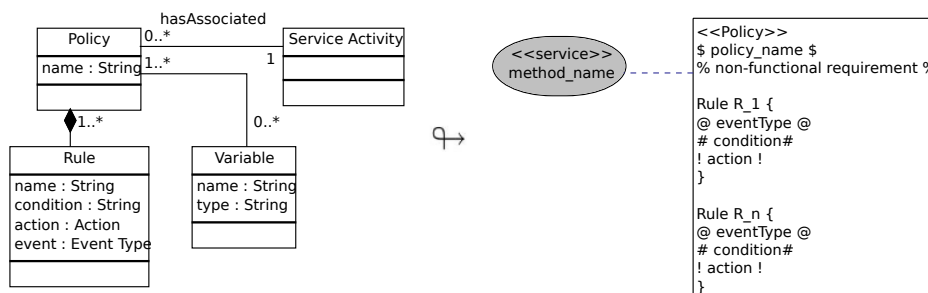 hasAssociated
Policy
0..*
Service Activity
name : String
1..*
1
1..*
0..*
Rule
name : String
condition : String
action : Action
event : Event Type
Variable
name : String
type : String
<<service>>
method_name
<<Policy>>
$ policy_name $
% non-functional requirement %
Rule R_1 {
@ eventType @
# condition#
! action !
}
Rule R_n {
@ eventType @
# condition#
! action !
}